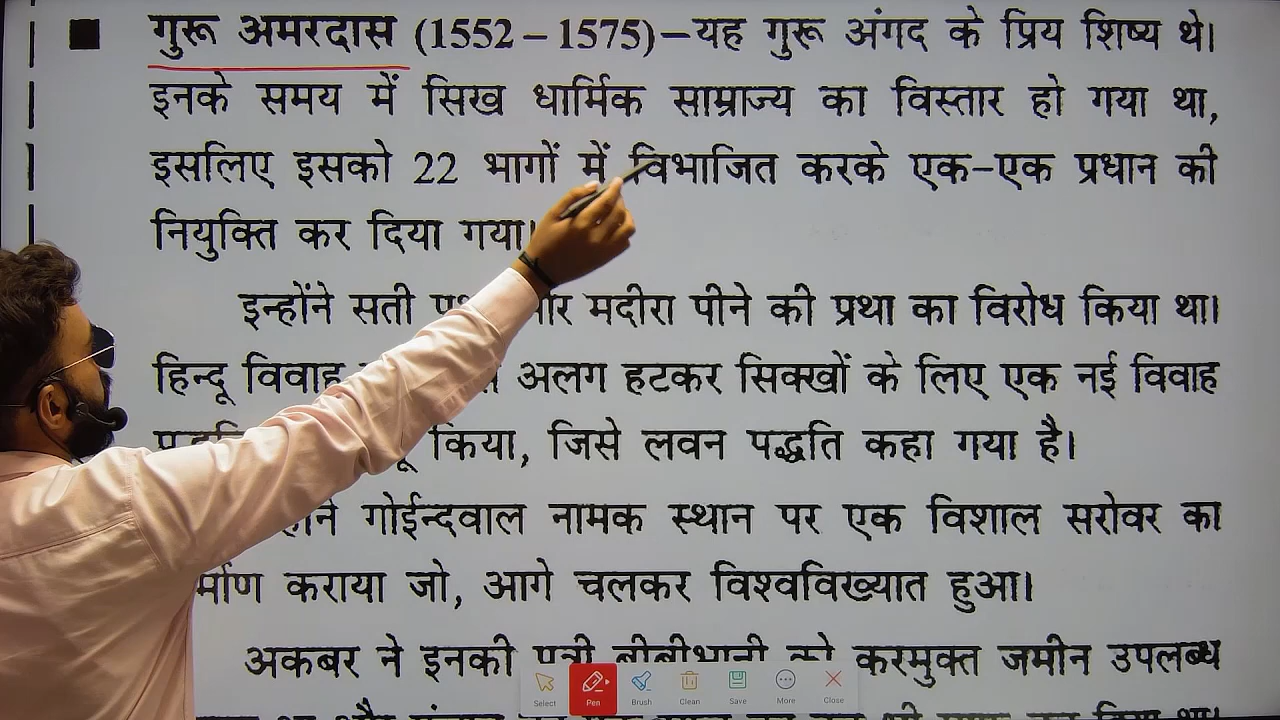 ■ गुरू अमरदास (1552 – 1575)–यह गुरू अंगद के प्रिय शिष्य थे।
इनके समय में सिख धार्मिक साम्राज्य का विस्तार हो गया था,
इसलिए इसको 22 भागों में विभाजित करके एक-एक प्रधान की
नियुक्ति कर दिया गया।
इन्होंने सती मदीरा पीने की प्रथा का विरोध किया था।
हिन्दू विवाह अलग हटकर सिक्खों के लिए एक नई विवाह
किया, जिसे लवन पद्धति कहा गया है।
गोईन्दवाल नामक स्थान पर एक विशाल सरोवर का
कराया जो, आगे चलकर विश्वविख्यात हुआ।
अकबर ने इनकी पुत्री बीबीभानी को करमुक्त जमीन उपलब्ध
Select Pen Brush Clean Save More Close